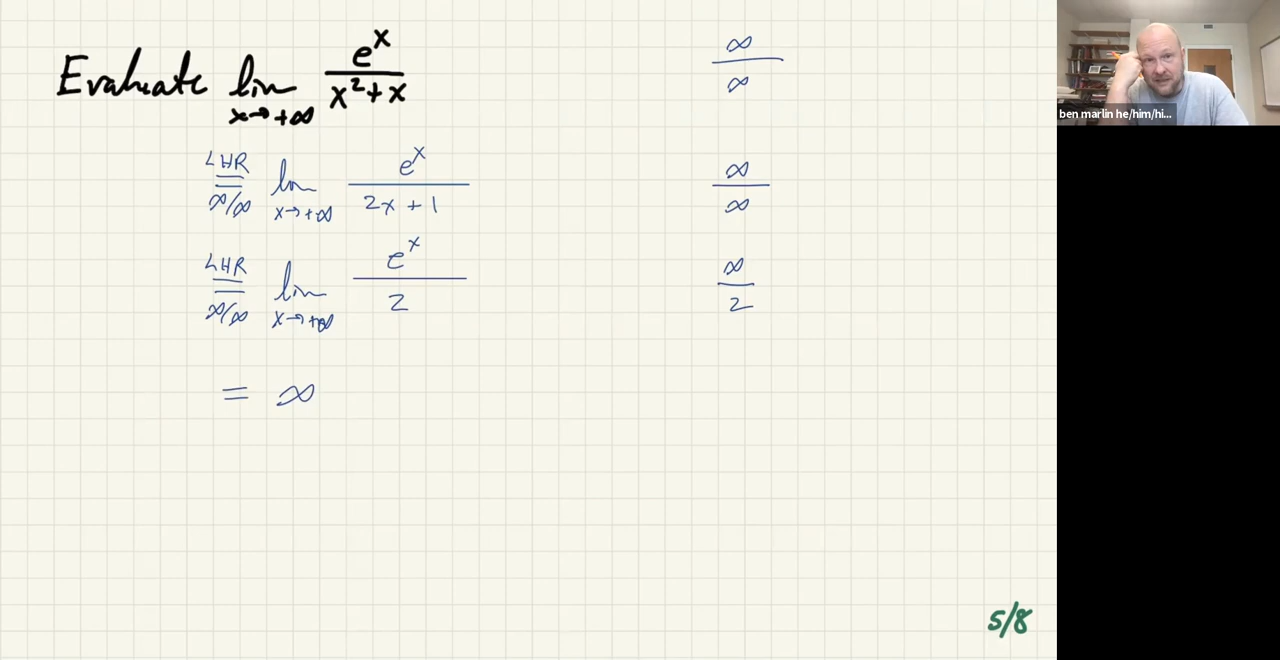 Evaluate lim x→+∞ e^x / (x²+x)
∞/∞
LHR = ∞/∞ lim x→+∞ e^x / (2x+1)
∞/∞
LHR = ∞/∞ lim x→+∞ e^x / 2
∞/2
= ∞
5/8
ben marlin he/him/hi...